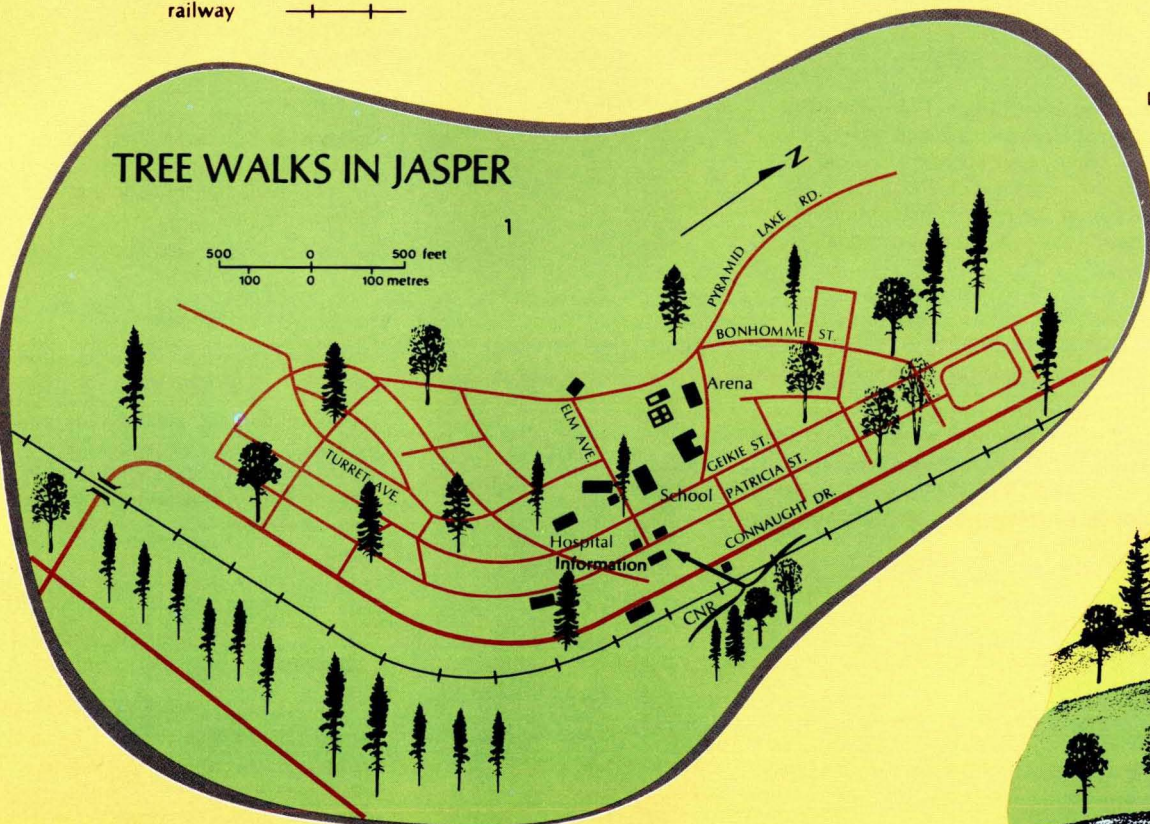 railway
TREE WALKS IN JASPER
1
500 0 500 feet
100 0 100 metres
N
PYRAMID LAKE RD.
BONHOMME ST.
Arena
ELM AVE.
GEIKIE ST.
TURRET AVE.
PATRICIA ST.
School
CONNAUGHT DR.
Hospital
Information
CNR